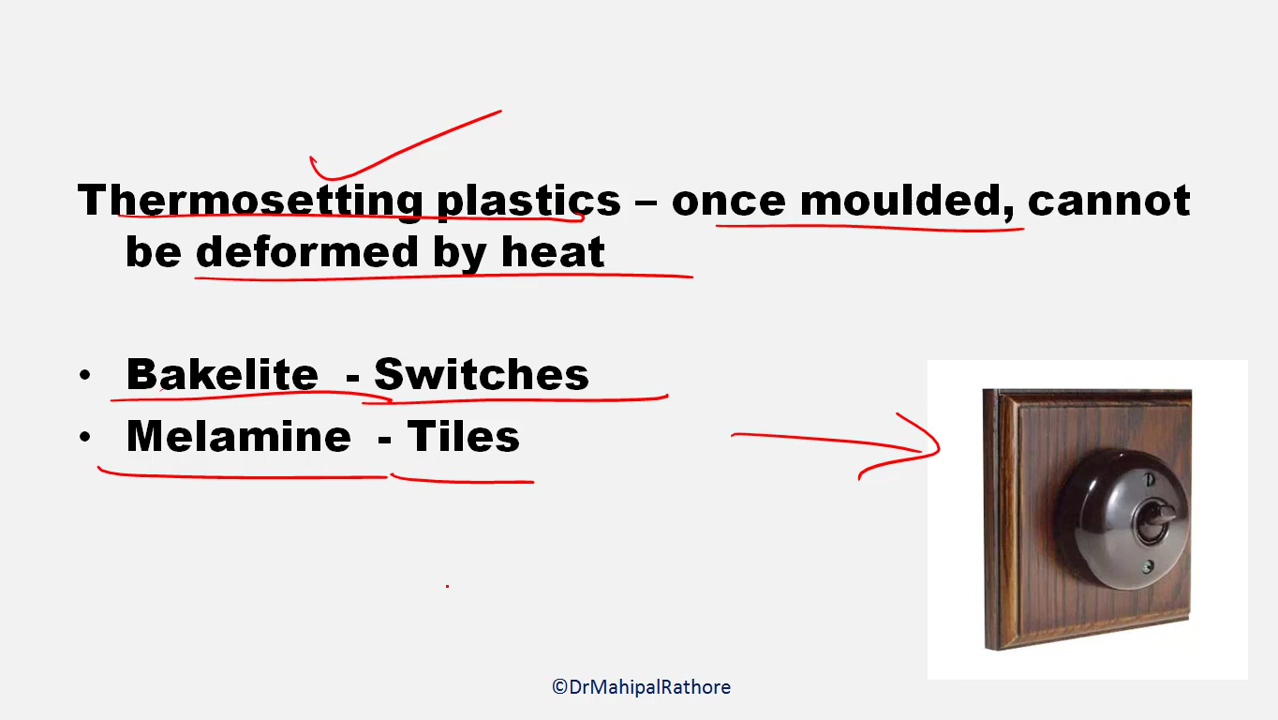 Thermosetting plastics – once moulded, cannot
be deformed by heat
• Bakelite - Switches
• Melamine - Tiles
©DrMahipalRathore